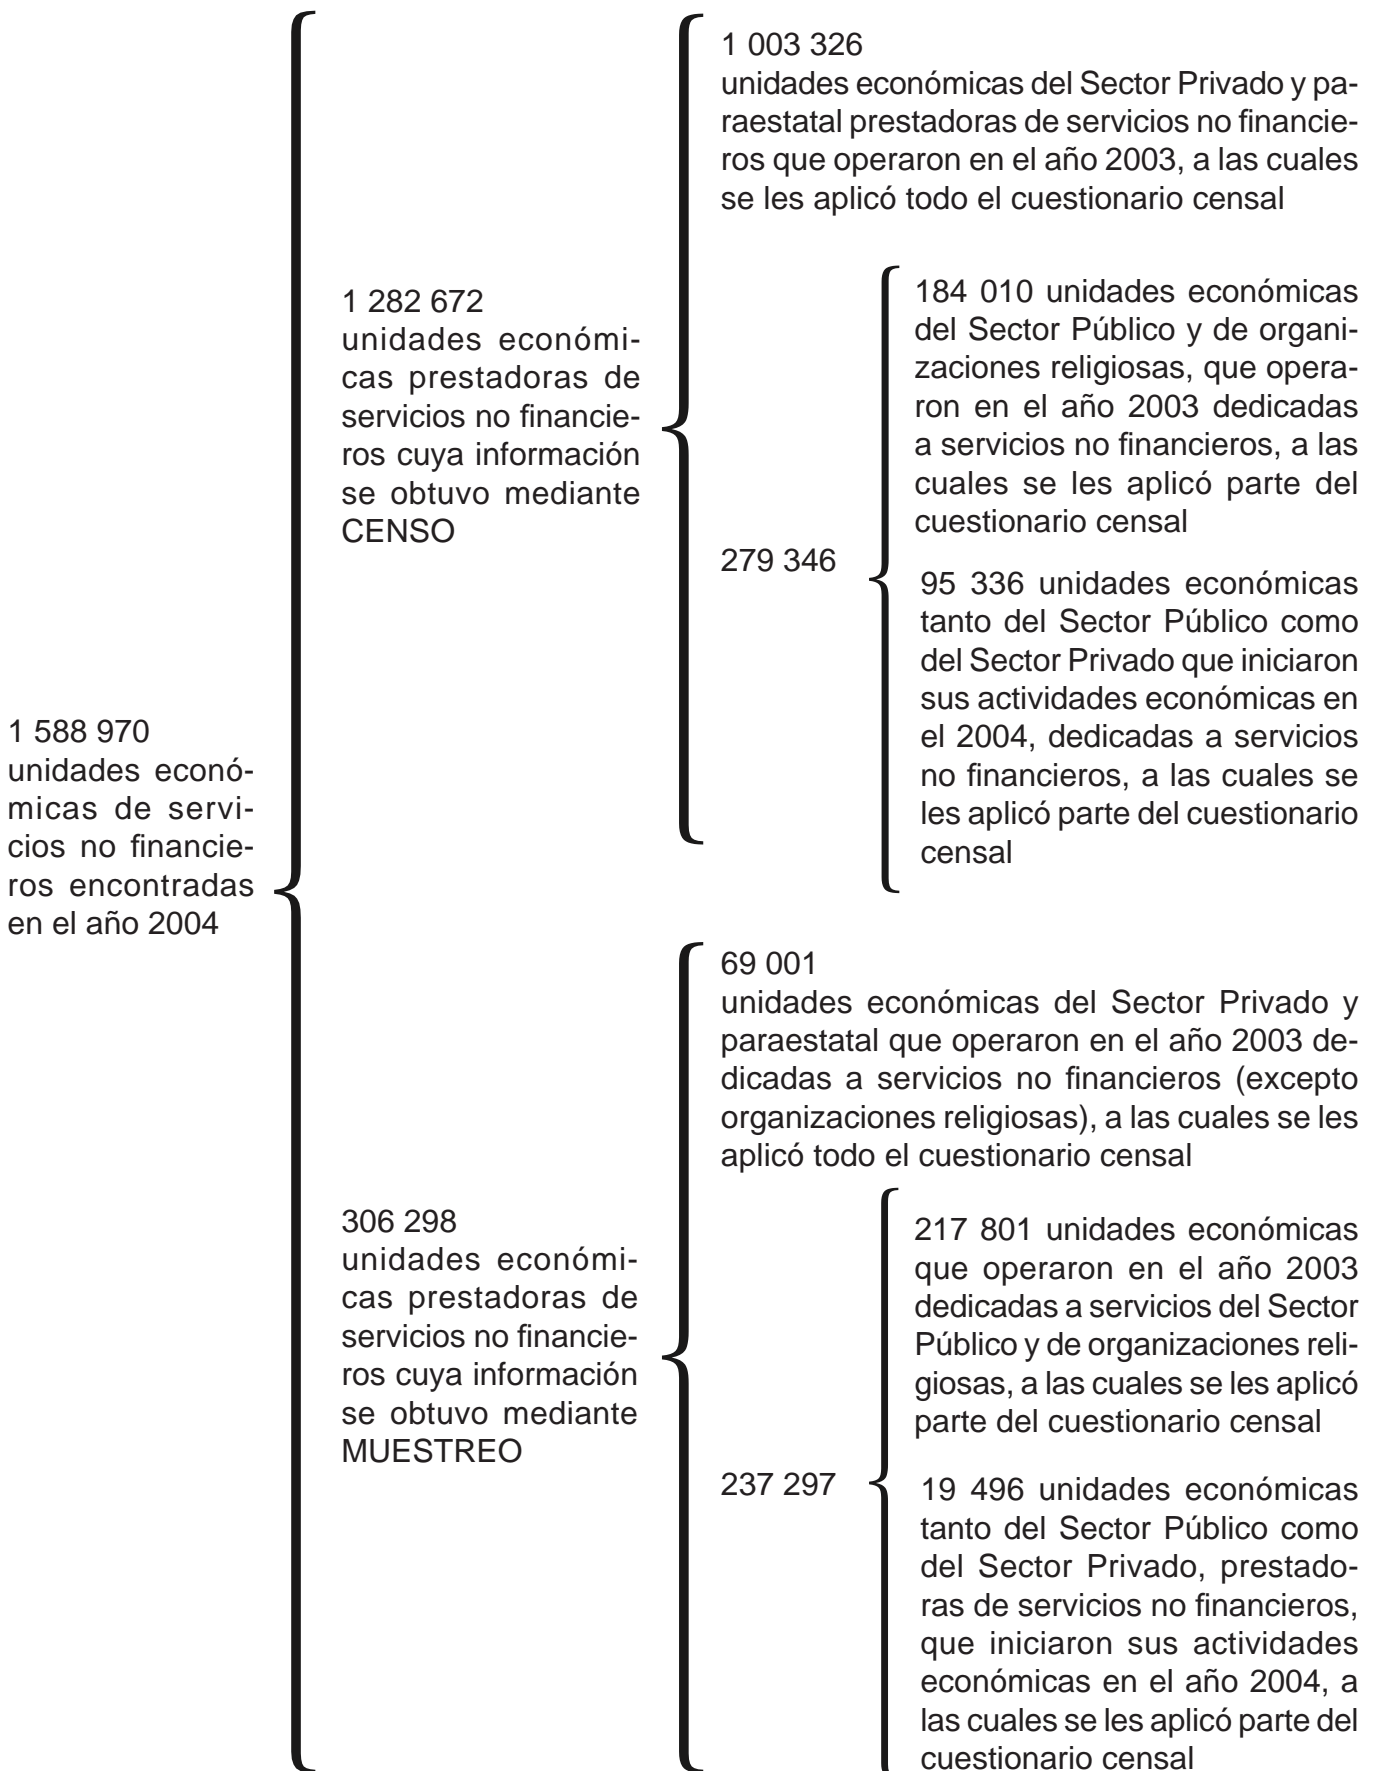 1 588 970
unidades econó-
micas de servi-
cios no financie-
ros encontradas
en el año 2004
1 282 672
unidades económi-
cas prestadoras de
servicios no financie-
ros cuya información
se obtuvo mediante
CENSO
1 003 326
unidades económicas del Sector Privado y pa-
raestatal prestadoras de servicios no financie-
ros que operaron en el año 2003, a las cuales
se les aplicó todo el cuestionario censal
279 346
184 010 unidades económicas
del Sector Público y de organi-
zaciones religiosas, que opera-
ron en el año 2003 dedicadas
a servicios no financieros, a las
cuales se les aplicó parte del
cuestionario censal
95 336 unidades económicas
tanto del Sector Público como
del Sector Privado que iniciaron
sus actividades económicas en
el 2004, dedicadas a servicios
no financieros, a las cuales se
les aplicó parte del cuestionario
censal
306 298
unidades económi-
cas prestadoras de
servicios no financie-
ros cuya información
se obtuvo mediante
MUESTREO
69 001
unidades económicas del Sector Privado y
paraestatal que operaron en el año 2003 de-
dicadas a servicios no financieros (excepto
organizaciones religiosas), a las cuales se les
aplicó todo el cuestionario censal
237 297
217 801 unidades económicas
que operaron en el año 2003
dedicadas a servicios del Sector
Público y de organizaciones reli-
giosas, a las cuales se les aplicó
parte del cuestionario censal
19 496 unidades económicas
tanto del Sector Público como
del Sector Privado, prestado-
ras de servicios no financieros,
que iniciaron sus actividades
económicas en el año 2004, a
las cuales se les aplicó parte del
cuestionario censal